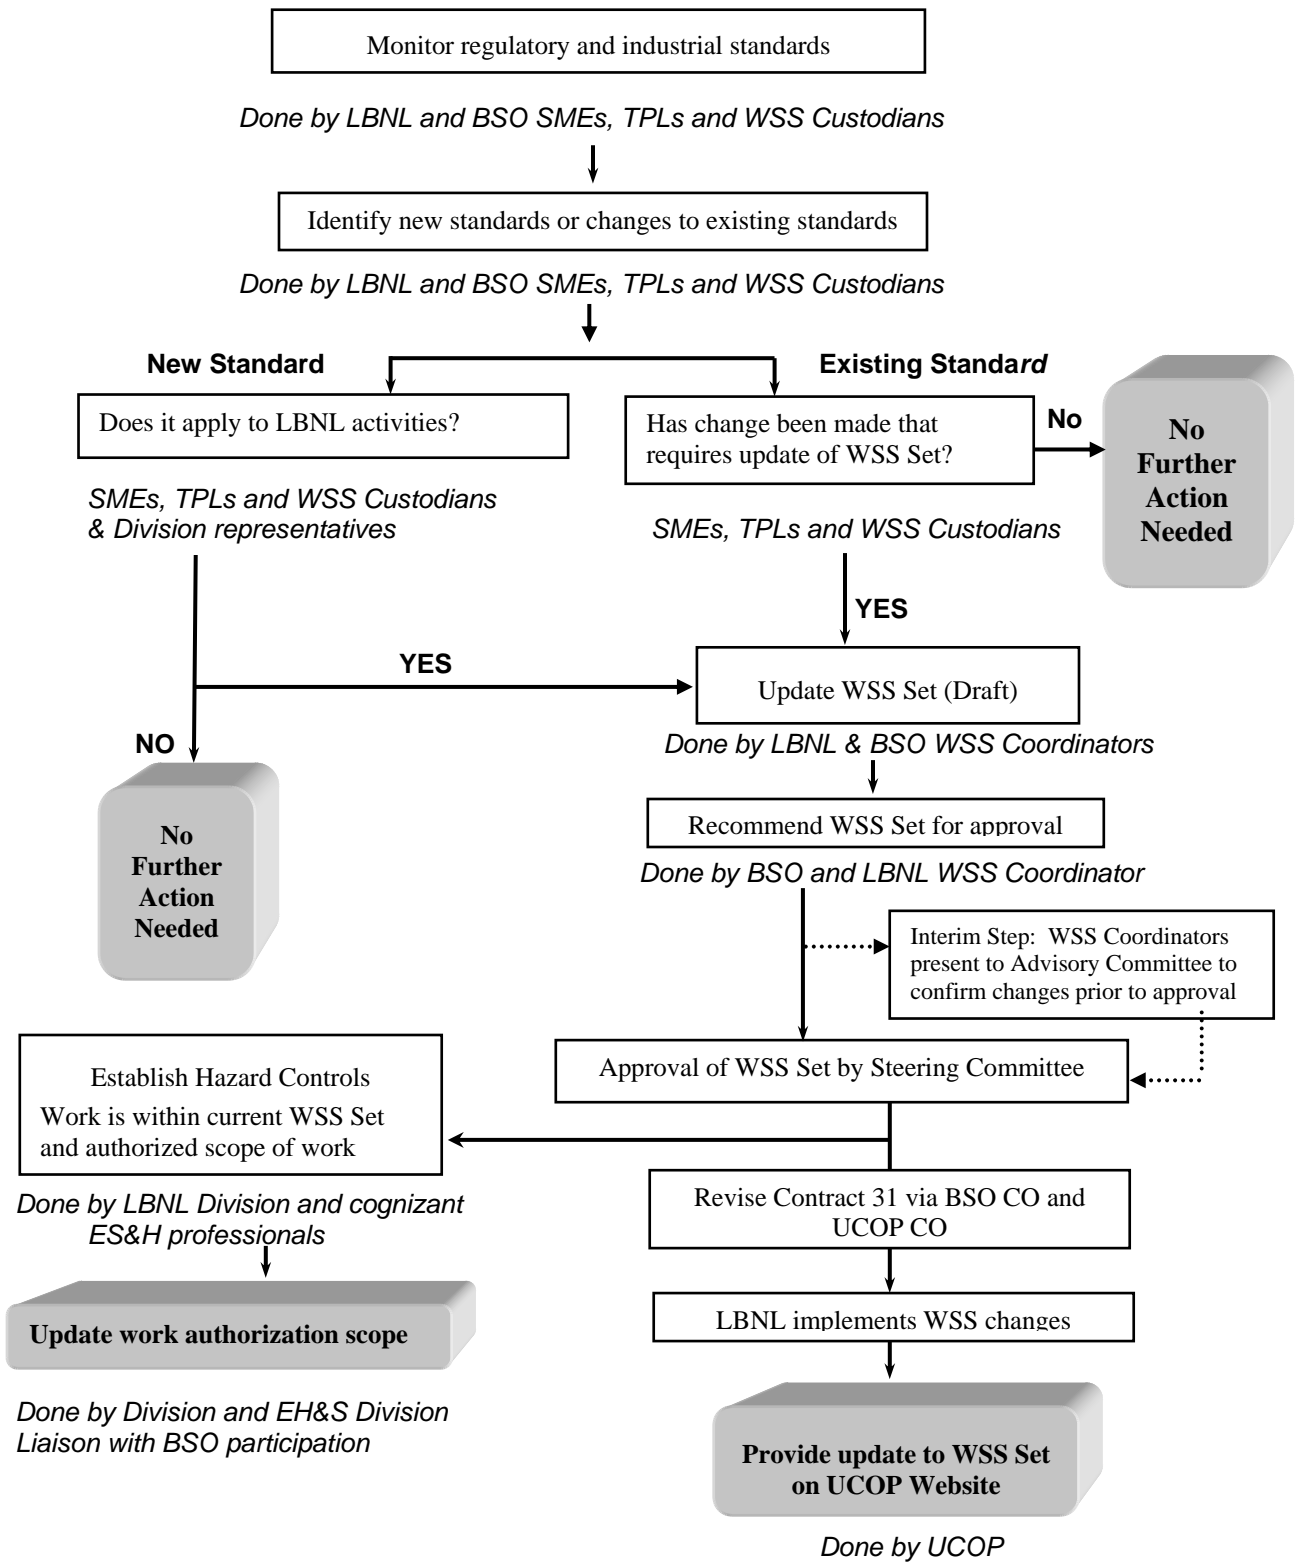 Monitor regulatory and industrial standards
Done by LBNL and BSO SMEs, TPLs and WSS Custodians
Identify new standards or changes to existing standards
Done by LBNL and BSO SMEs, TPLs and WSS Custodians
New Standard
Existing Standard
Does it apply to LBNL activities?
Has change been made that
requires update of WSS Set?
No
No
Further
Action
Needed
SMEs, TPLs and WSS Custodians
& Division representatives
SMEs, TPLs and WSS Custodians
YES
YES
Update WSS Set (Draft)
NO
Done by LBNL & BSO WSS Coordinators
No
Further
Action
Needed
Recommend WSS Set for approval
Done by BSO and LBNL WSS Coordinator
Interim Step: WSS Coordinators
present to Advisory Committee to
confirm changes prior to approval
Approval of WSS Set by Steering Committee
Establish Hazard Controls
Work is within current WSS Set
and authorized scope of work
Done by LBNL Division and cognizant
ES&H professionals
Revise Contract 31 via BSO CO and
UCOP CO
Update work authorization scope
LBNL implements WSS changes
Done by Division and EH&S Division
Liaison with BSO participation
Provide update to WSS Set
on UCOP Website
Done by UCOP